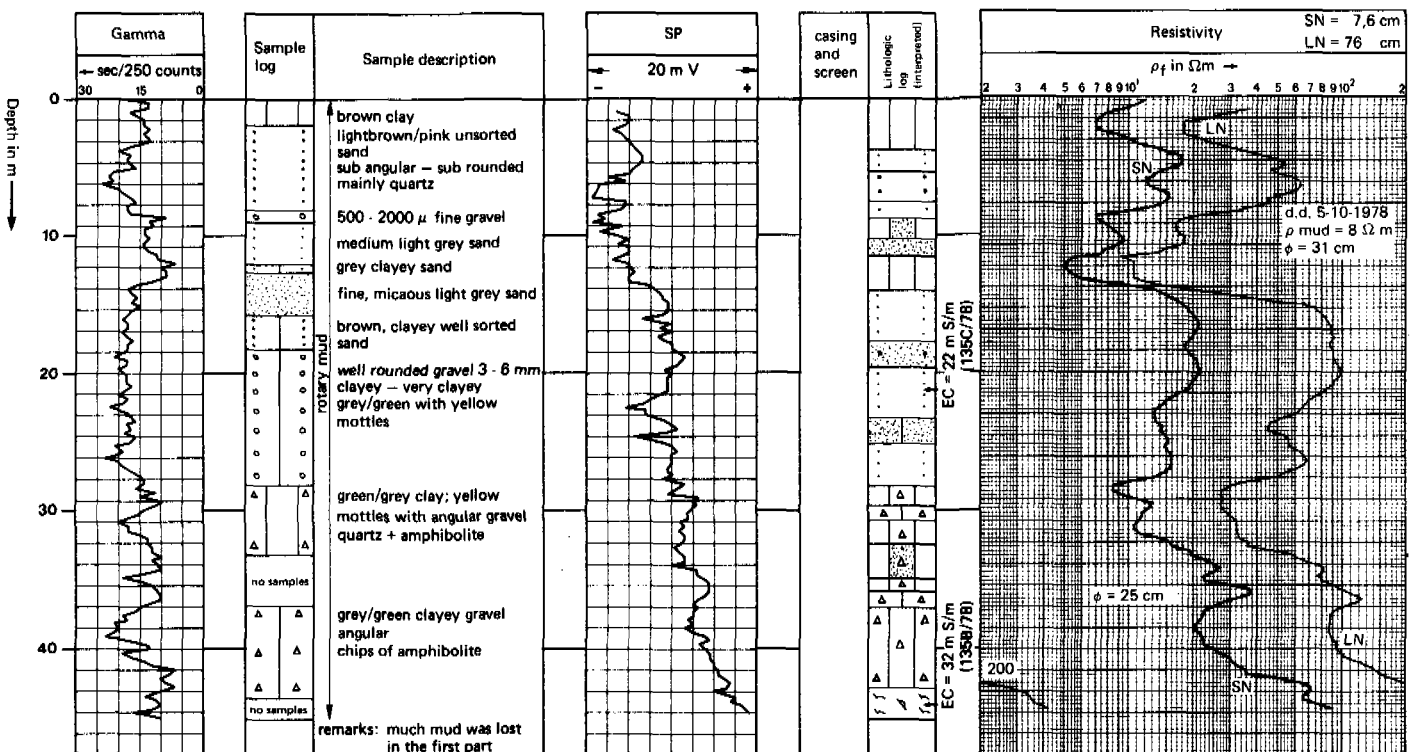 Gamma
← sec/250 counts
30 15 0
Sample
log
Sample description
SP
← 20 m V →
− +
casing
and
screen
Lithologic
log
(interpreted)
Resistivity
SN = 7,6 cm
LN = 76 cm
ρf in Ωm →
2 3 4 5 6 7 8 9 10¹ 2 3 4 5 6 7 8 9 10² 2
Depth in m
0
10
20
30
40
brown clay
lightbrown/pink unsorted
sand
sub angular – sub rounded
mainly quartz
500 - 2000 μ fine gravel
medium light grey sand
grey clayey sand
fine, micaous light grey sand
brown, clayey well sorted
sand
well rounded gravel 3 - 6 mm
clayey – very clayey
grey/green with yellow
mottles
green/grey clay; yellow
mottles with angular gravel
quartz + amphibolite
no samples
grey/green clayey gravel
angular
chips of amphibolite
no samples
rotary mud
remarks: much mud was lost
in the first part
EC = 22 m S/m
(135C/78)
EC = 32 m S/m
(135B/78)
LN
SN
d.d. 5-10-1978
ρ mud = 8 Ω m
ϕ = 31 cm
ϕ = 25 cm
LN
200
SN